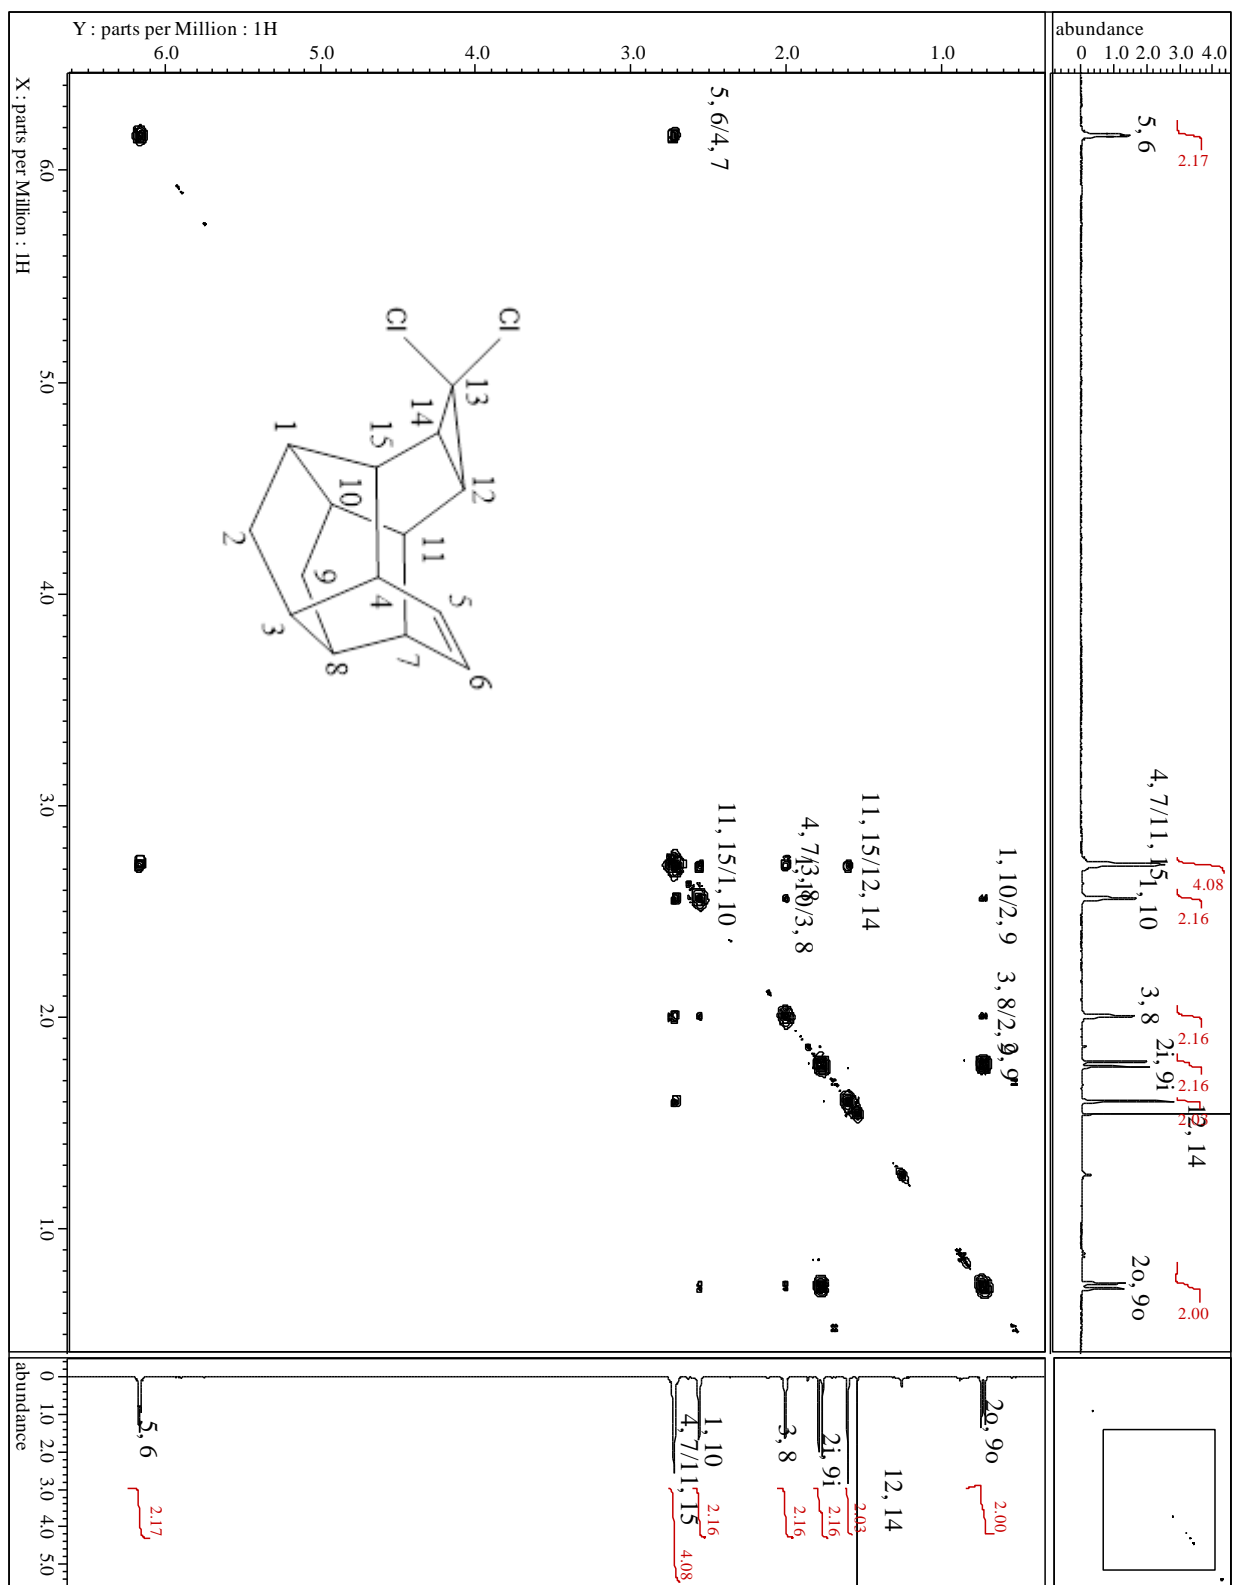 Y : parts per Million : 1H
6.0 5.0 4.0 3.0 2.0 1.0
abundance
0 1.0 2.0 3.0 4.0
X : parts per Million : 1H
6.0
5.0
4.0
3.0
2.0
1.0
5, 6/4, 7
11, 15/1, 10
4, 7/3, 8
1, 10/3, 8
11, 15/12, 14
1, 10/2, 9
3, 8/2, 9
2, 9
Cl
Cl
13
14
15
12
1
10
11
2
9
4
5
3
8
7
6
5, 6
2.17
4, 7/11, 15
4.08
1, 10
2.16
3, 8
2.16
2i, 9i
2.16
12, 14
2.03
2o, 9o
2.00
abundance
0
1.0
2.0
3.0
4.0
5.0
5, 6
2.17
4, 7/11, 15
4.08
1, 10
2.16
3, 8
2.16
2i, 9i
2.16
12, 14
2.03
2o, 9o
2.00